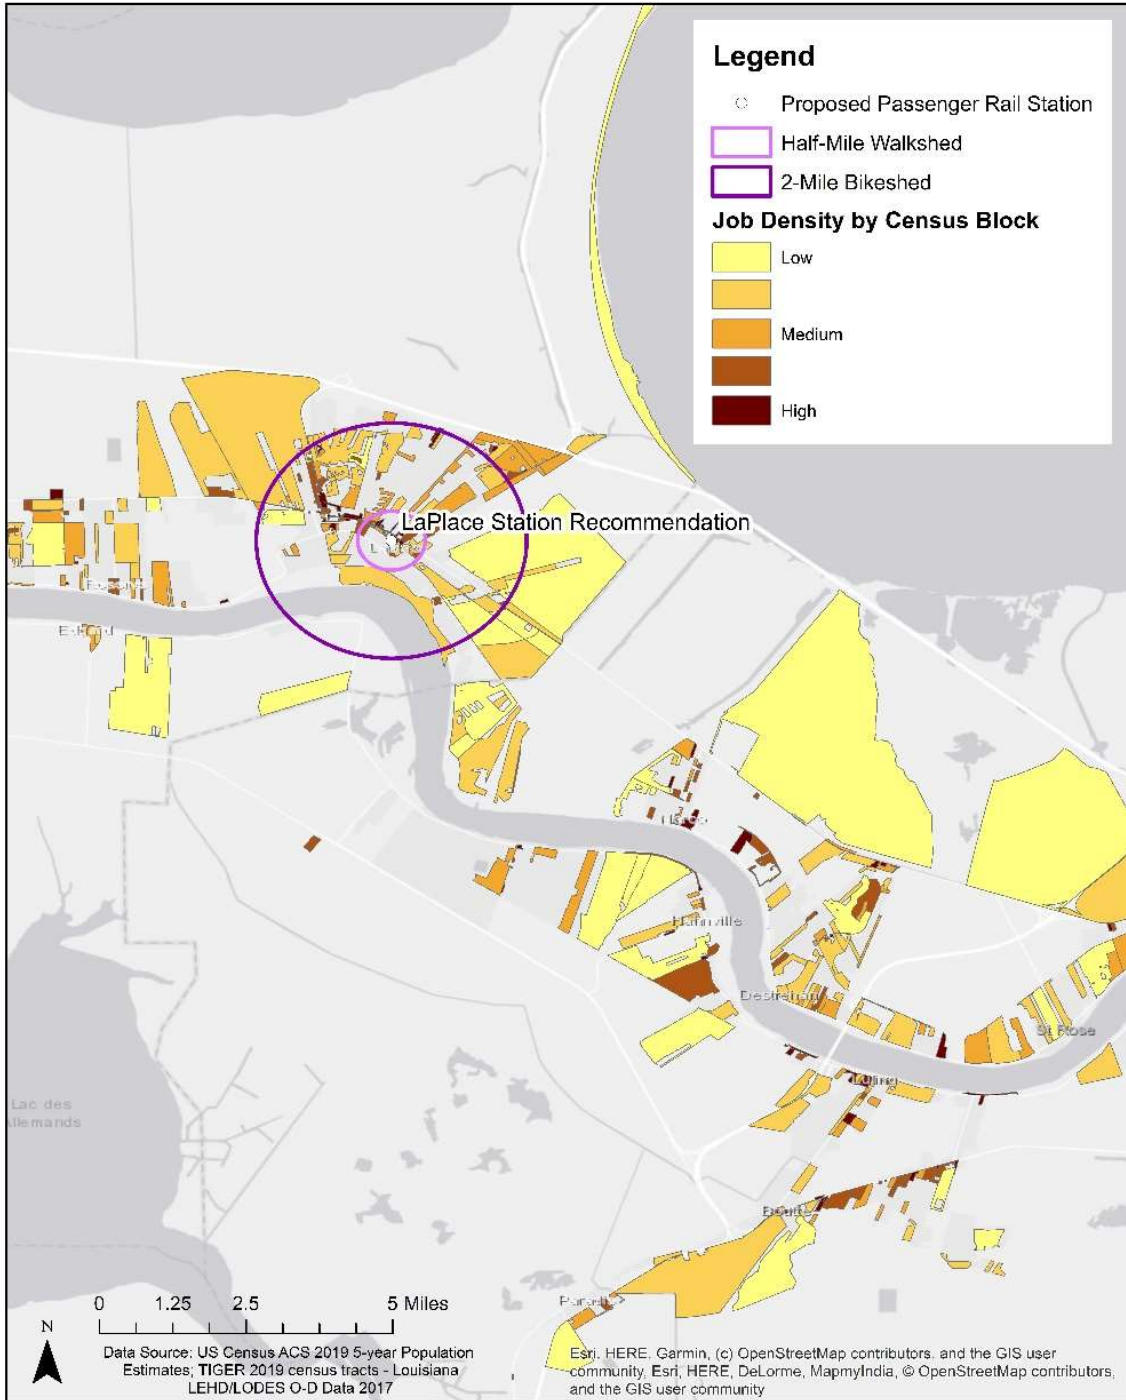 Legend
Proposed Passenger Rail Station
Half-Mile Walkshed
2-Mile Bikeshed
Job Density by Census Block
Low
Medium
High
LaPlace Station Recommendation
Hahnville
Destrehan
St Rose
Luling
Lac des
Allemands
Boutte
0 1.25 2.5 5 Miles
N
Data Source: US Census ACS 2019 5-year Population
Estimates; TIGER 2019 census tracts - Louisiana
LEHD/LODES O-D Data 2017
Esri, HERE, Garmin, (c) OpenStreetMap contributors, and the GIS user
community, Esri, HERE, DeLorme, MapmyIndia, © OpenStreetMap contributors,
and the GIS user community